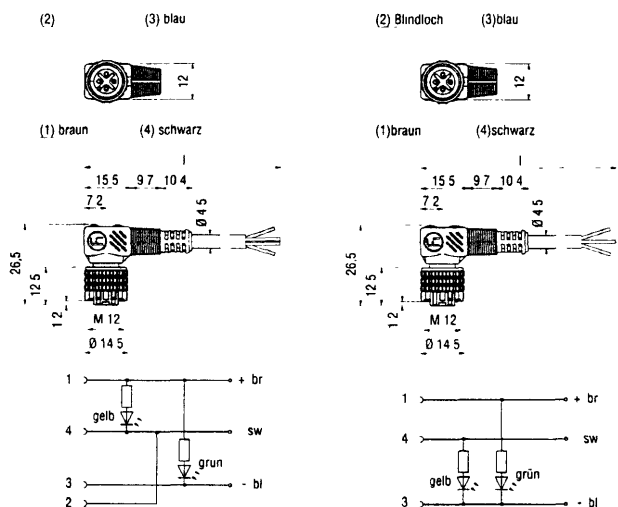 (2) (3) blau
12
(1) braun (4) schwarz
l
15 5 9 7 10 4
7 2
Ø 4 5
26,5
12 5
1 2
M 12
Ø 14 5
1 + br
gelb
4 sw
grun
3 - bl
2
(2) Blindloch (3)blau
12
(1)braun (4)schwarz
l
15 5 9 7 10 4
7 2
Ø 4 5
26,5
12 5
1 2
M 12
Ø 14 5
1 + br
4 sw
gelb grün
3 - bl